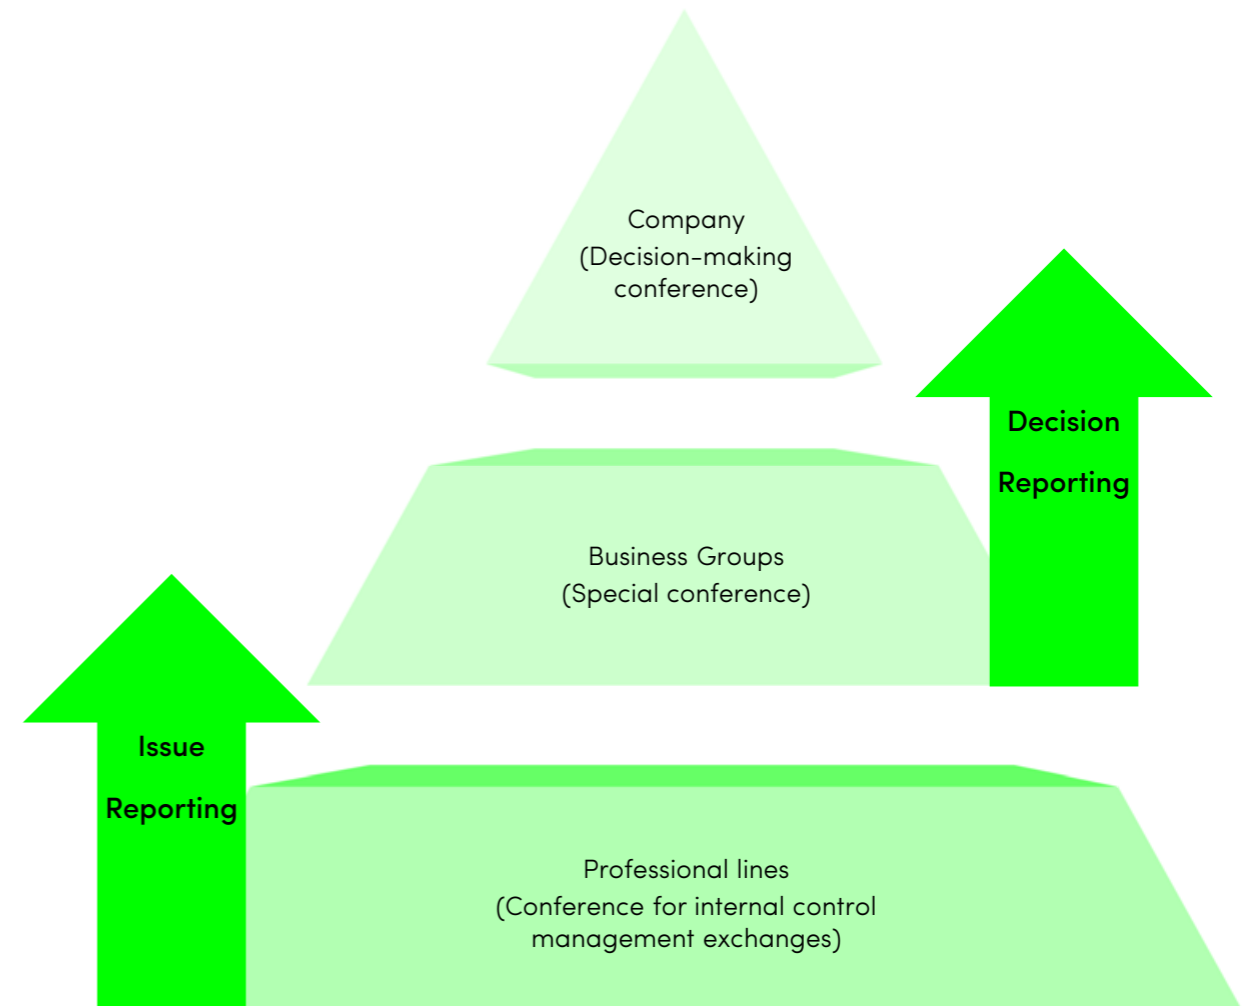 Company
(Decision-making
conference)
Decision
Reporting
Business Groups
(Special conference)
Issue
Reporting
Professional lines
(Conference for internal control
management exchanges)